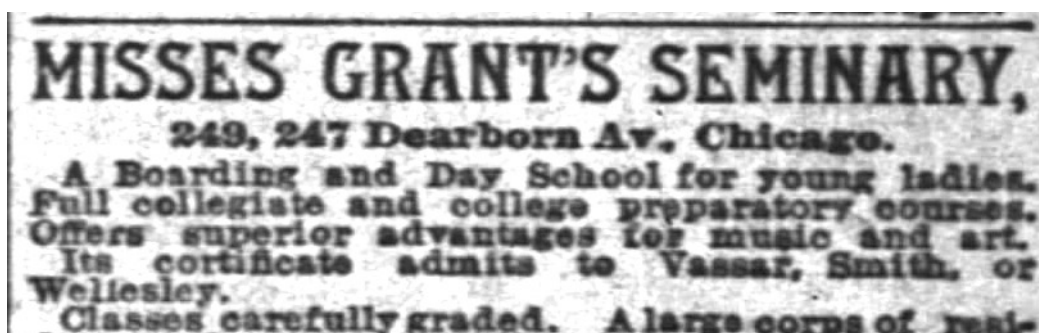 MISSES GRANT'S SEMINARY,
249, 247 Dearborn Av., Chicago.
A Boarding and Day School for young ladies.
Full collegiate and college preparatory courses.
Offers superior advantages for music and art.
Its certificate admits to Vassar, Smith, or
Wellesley.
Classes carefully graded. A large corps of resi-